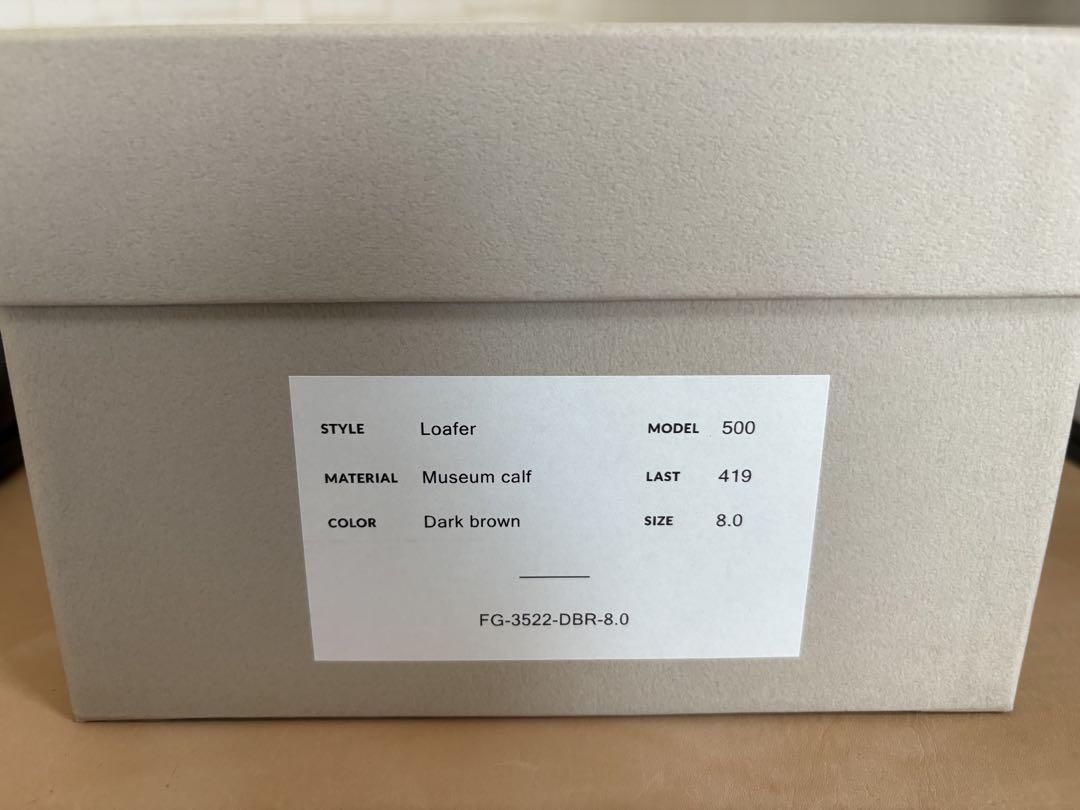 STYLE Loafer MODEL 500
MATERIAL Museum calf LAST 419
COLOR Dark brown SIZE 8.0
FG-3522-DBR-8.0